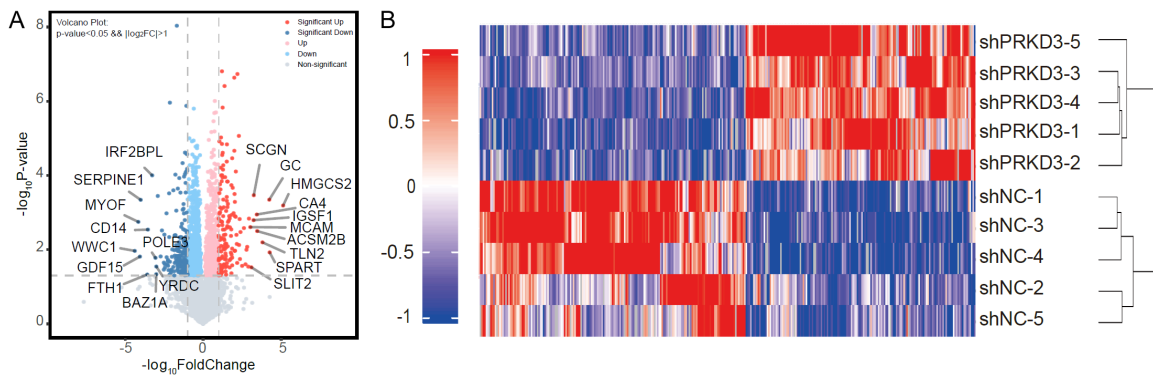 A
Volcano Plot:
p-value<0.05 && |log₂FC|>1
Significant Up
Significant Down
Up
Down
Non-significant
8
6
4
2
0
-log₁₀P-value
-5
0
5
-log₁₀FoldChange
IRF2BPL
SERPINE1
MYOF
CD14
WWC1
POLE3
GDF15
FTH1
YRDC
BAZ1A
SCGN
GC
HMGCS2
CA4
IGSF1
MCAM
ACSM2B
TLN2
SPART
SLIT2
B
1
0.5
0
-0.5
-1
shPRKD3-5
shPRKD3-3
shPRKD3-4
shPRKD3-1
shPRKD3-2
shNC-1
shNC-3
shNC-4
shNC-2
shNC-5